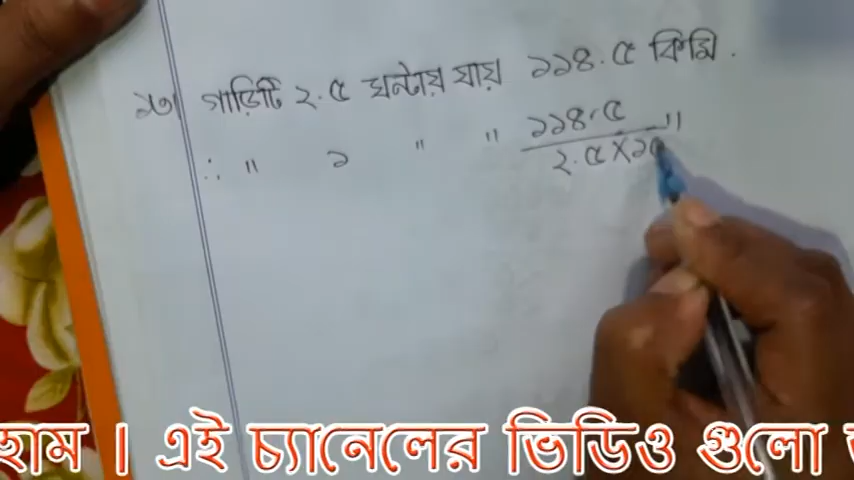 ১৩। গাড়িটি ২.৫ ঘন্টায় যায় ১১৪.৫ কিমি.
∴ " ১ " " ১১৪.৫ "
২.৫×১০
ছোম । এই চ্যানেলের ভিডিও গুলো